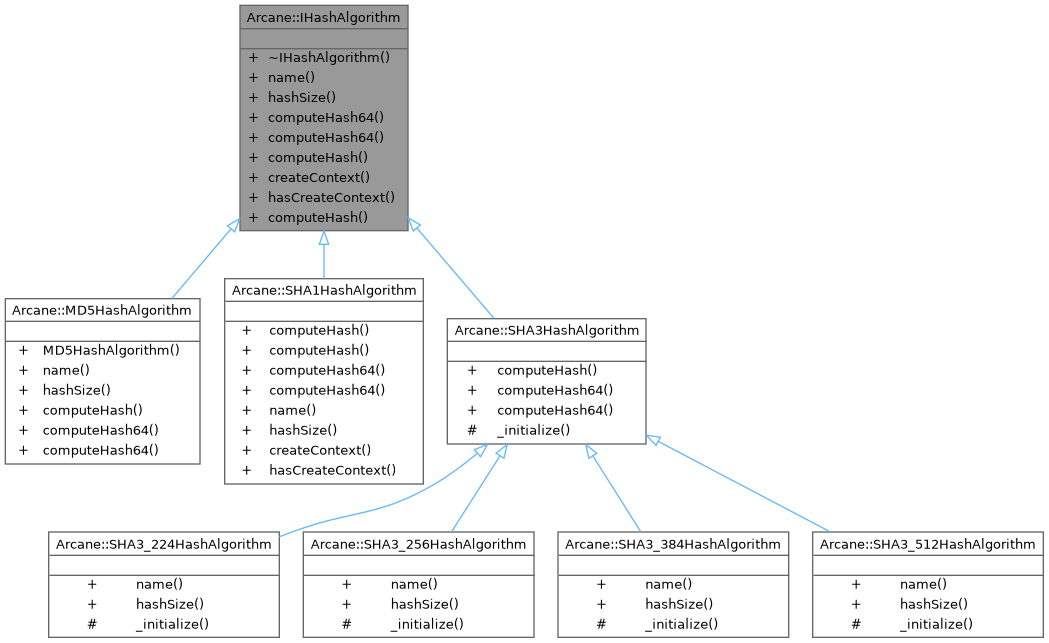 Arcane::IHashAlgorithm
+ ~IHashAlgorithm()
+ name()
+ hashSize()
+ computeHash64()
+ computeHash64()
+ computeHash()
+ createContext()
+ hasCreateContext()
+ computeHash()
Arcane::MD5HashAlgorithm
+ MD5HashAlgorithm()
+ name()
+ hashSize()
+ computeHash()
+ computeHash64()
+ computeHash64()
Arcane::SHA1HashAlgorithm
+ computeHash()
+ computeHash()
+ computeHash64()
+ computeHash64()
+ name()
+ hashSize()
+ createContext()
+ hasCreateContext()
Arcane::SHA3HashAlgorithm
+ computeHash()
+ computeHash64()
+ computeHash64()
# _initialize()
Arcane::SHA3_224HashAlgorithm
+ name()
+ hashSize()
# _initialize()
Arcane::SHA3_256HashAlgorithm
+ name()
+ hashSize()
# _initialize()
Arcane::SHA3_384HashAlgorithm
+ name()
+ hashSize()
# _initialize()
Arcane::SHA3_512HashAlgorithm
+ name()
+ hashSize()
# _initialize()